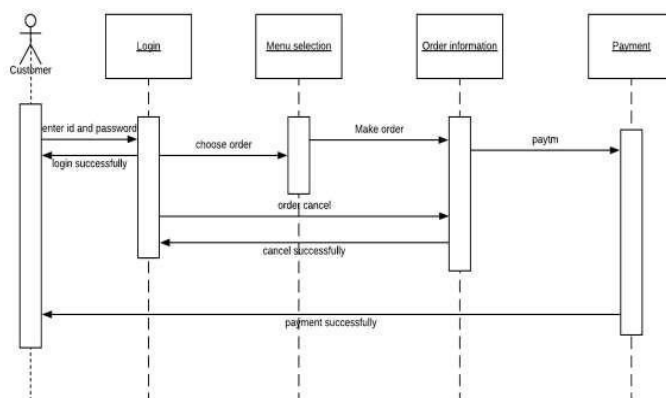 Login
Menu selection
Order information
Payment
Customer
enter id and password
login successfully
choose order
Make order
paytm
order cancel
cancel successfully
payment successfully